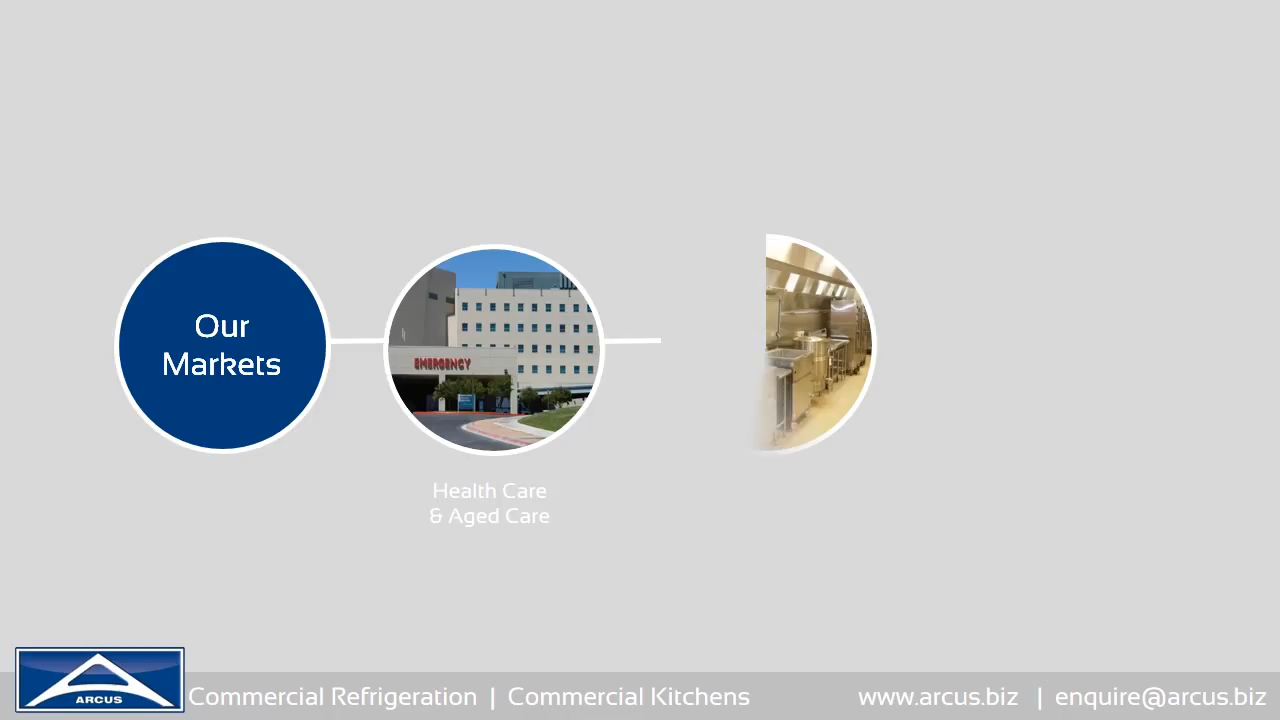 Our
Markets
EMERGENCY
Health Care
& Aged Care
ARCUS
Commercial Refrigeration | Commercial Kitchens
www.arcus.biz | enquire@arcus.biz